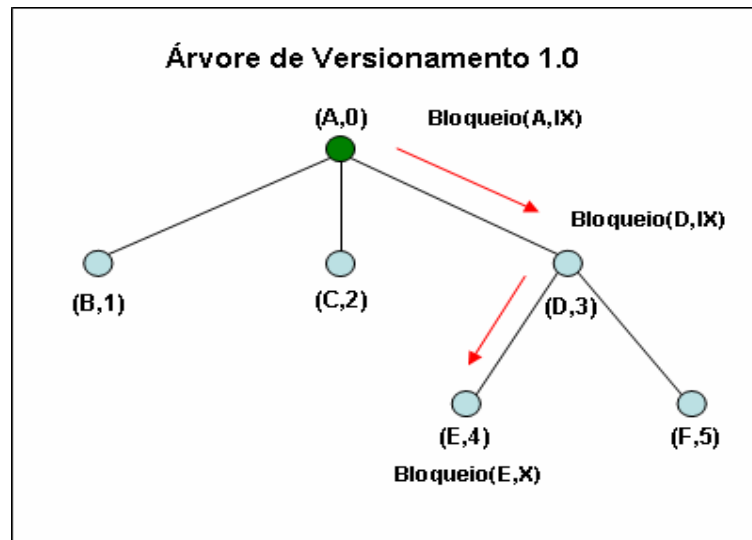 Árvore de Versionamento 1.0
(A,0)
Bloqueio(A,IX)
Bloqueio(D,IX)
(B,1)
(C,2)
(D,3)
(E,4)
(F,5)
Bloqueio(E,X)